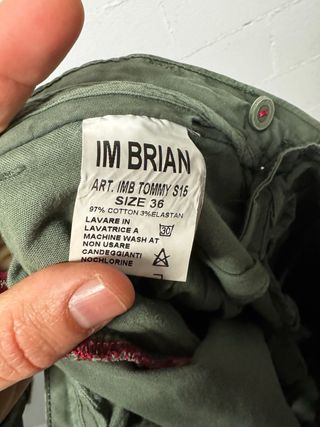 IM BRIAN
ART. IMB TOMMY S15
SIZE 36
97% COTTON 3%ELASTAN
LAVARE IN
LAVATRICE A
MACHINE WASH AT
NON USARE
CANDEGGIANTI
NOCHLORINE
30